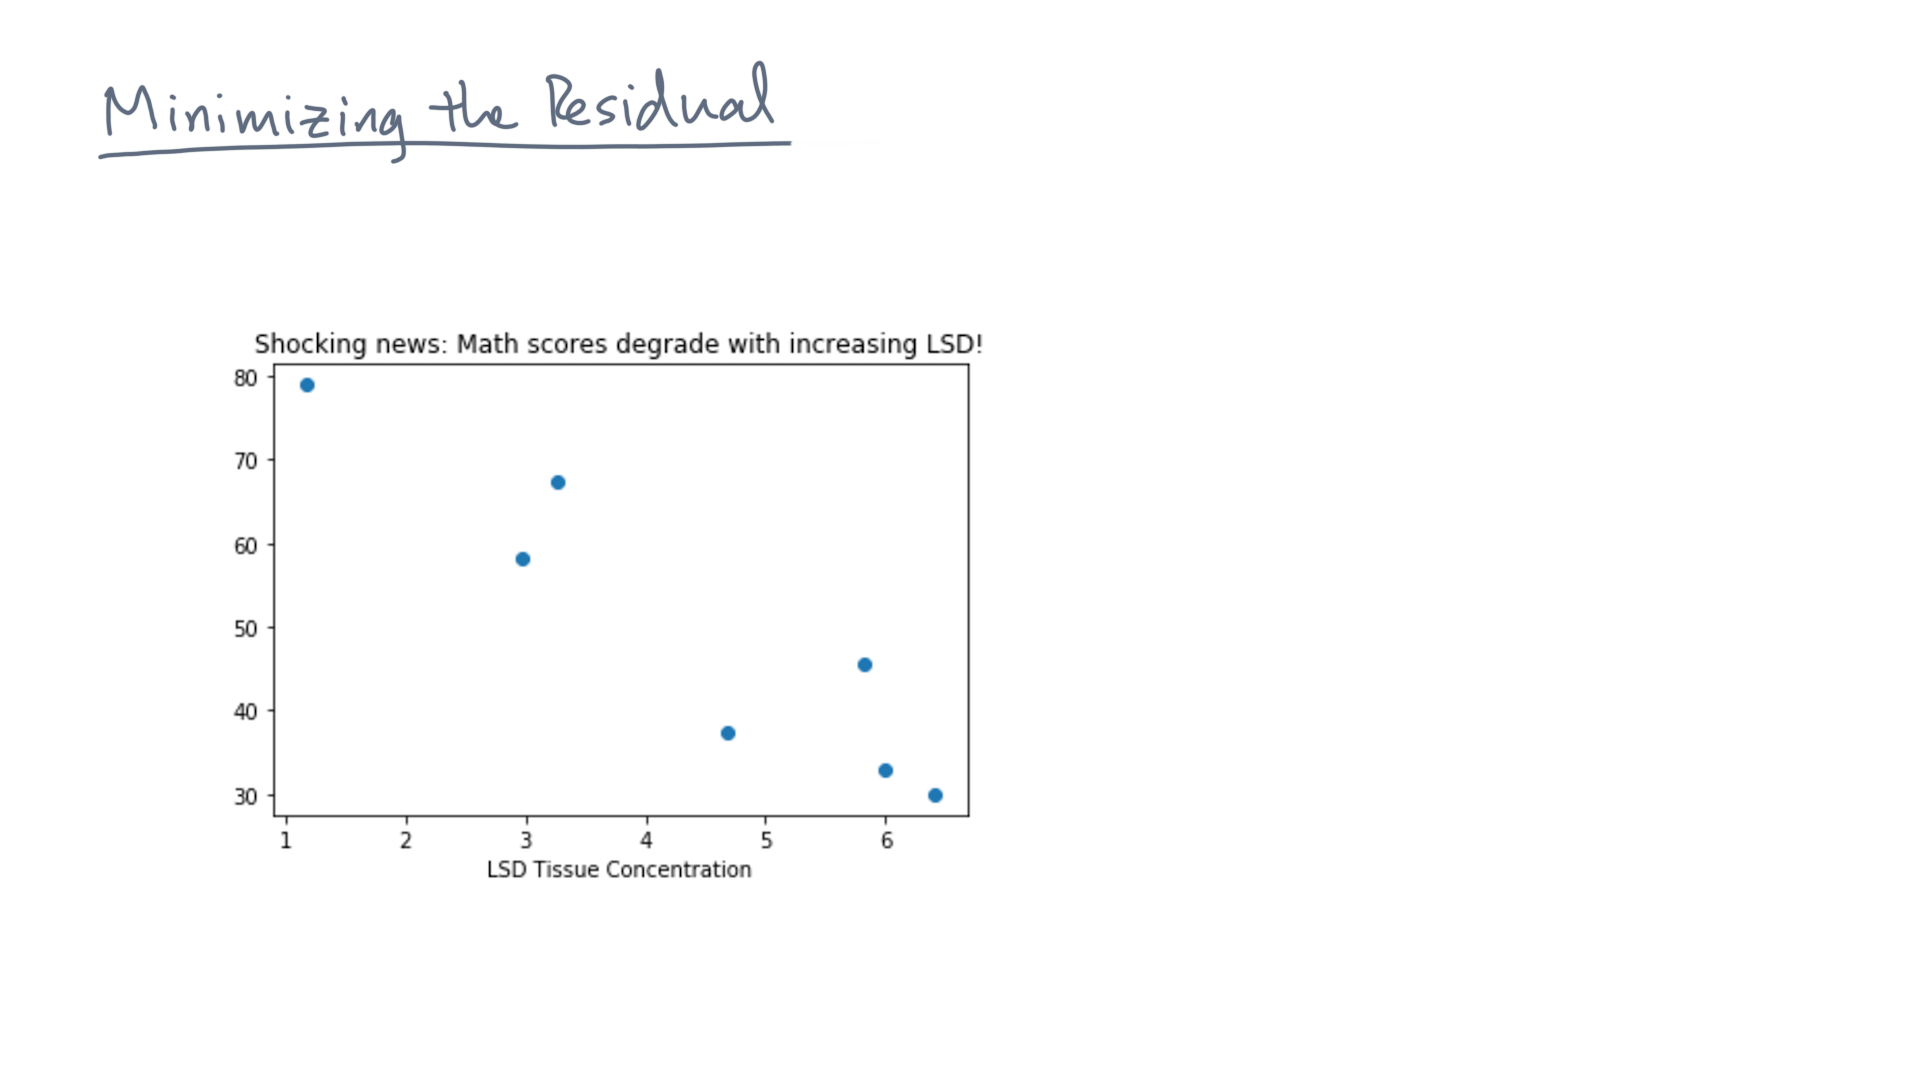 Minimizing the Residual
Shocking news: Math scores degrade with increasing LSD!
80
70
60
50
40
30
1 2 3 4 5 6
LSD Tissue Concentration